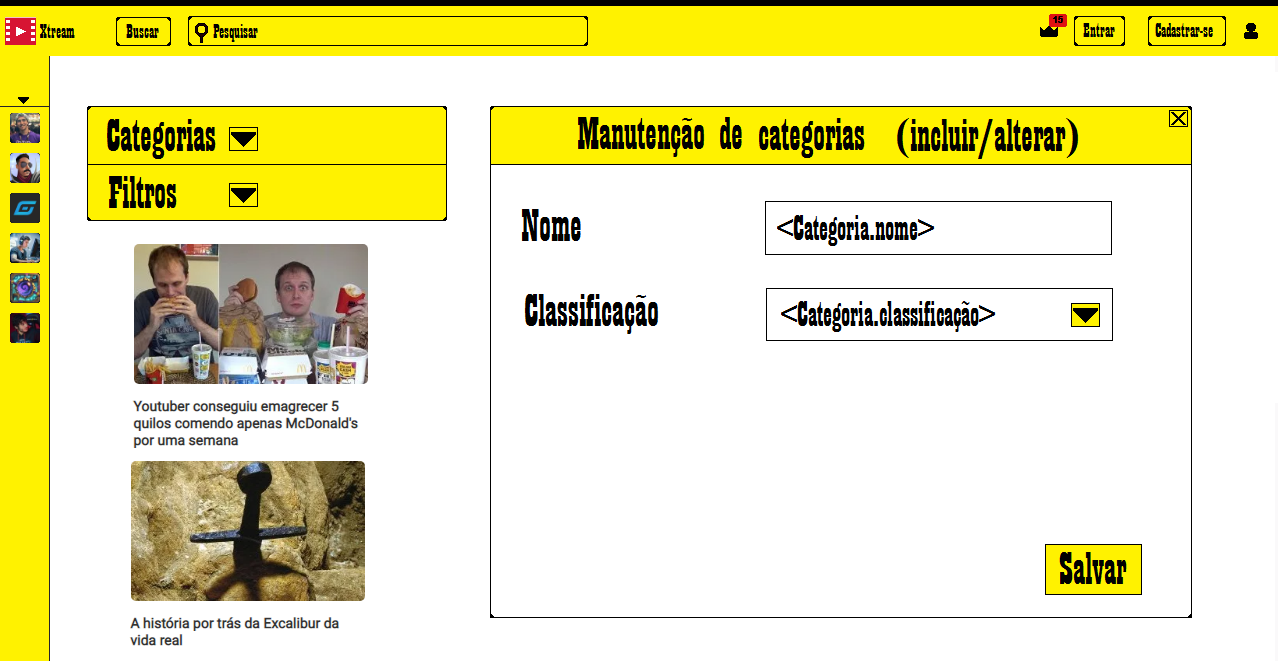 Xtream
Buscar
Pesquisar
15
Entrar
Cadastrar-se
Categorias
Filtros
Manutenção de categorias (incluir/alterar)
Nome
<Categoria.nome>
Classificação
<Categoria.classificação>
Salvar
Youtuber conseguiu emagrecer 5
quilos comendo apenas McDonald's
por uma semana
A história por trás da Excalibur da
vida real